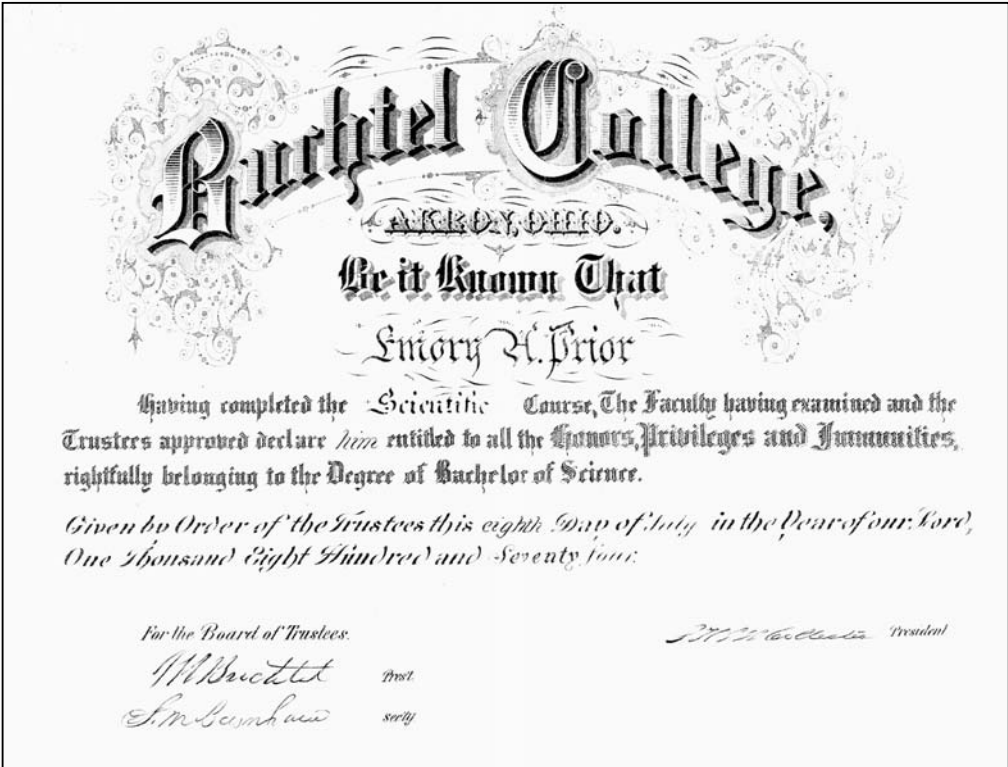 Buchtel College,
AKRON, OHIO.
Be it Known That
Emory A. Prior
Having completed the Scientific Course, The Faculty having examined and the
Trustees approved declare him entitled to all the Honors, Privileges and Immunities,
rightfully belonging to the Degree of Bachelor of Science.
Given by Order of the Trustees this eighth Day of July in the Year of our Lord,
One Thousand Eight Hundred and Seventy four.
For the Board of Trustees.
President
Buchtel Prest.
S. M. Burnham secty